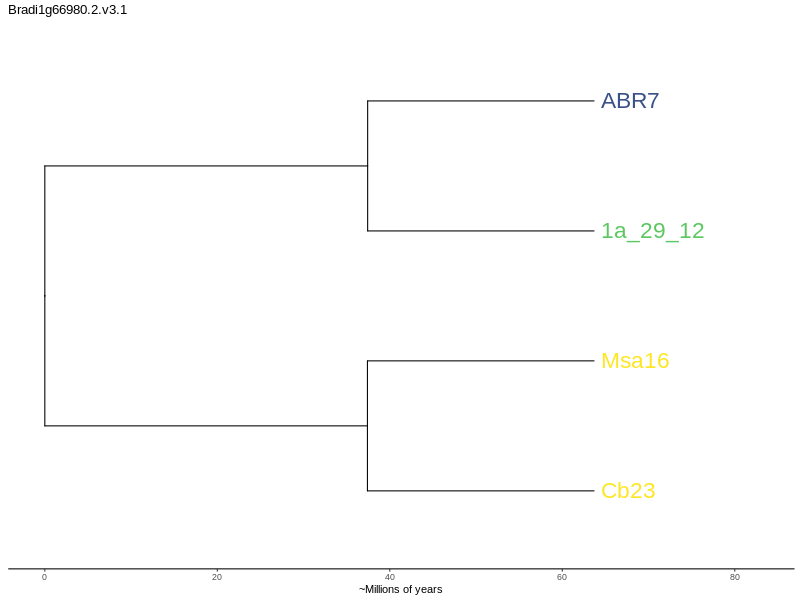 Bradi1g66980.2.v3.1
ABR7
1a_29_12
Msa16
Cb23
0 20 40 60 80
~Millions of years